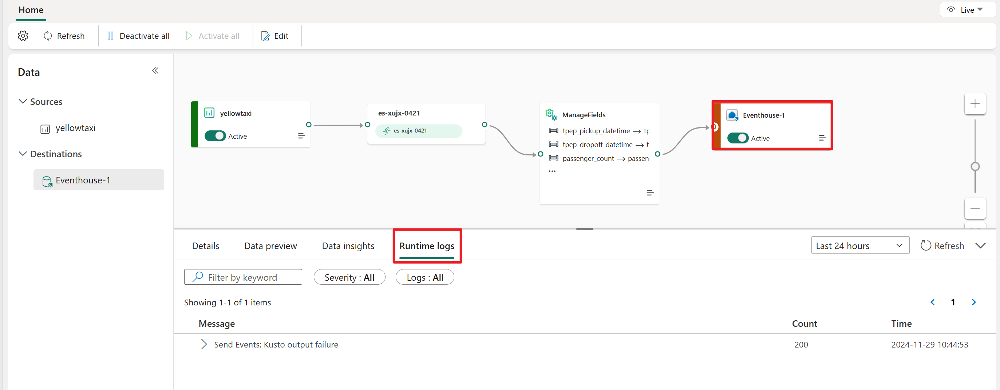 Home
Live
Refresh
Deactivate all
Activate all
Edit
Data
Sources
yellowtaxi
Destinations
Eventhouse-1
yellowtaxi
Active
es-xujx-0421
es-xujx-0421
ManageFields
tpep_pickup_datetime → tp
tpep_dropoff_datetime → t
passenger_count → passen
...
Eventhouse-1
Active
Details Data preview Data insights Runtime logs
Last 24 hours
Refresh
Filter by keyword
Severity : All
Logs : All
Showing 1-1 of 1 items
1
Message Count Time
Send Events: Kusto output failure 200 2024-11-29 10:44:53